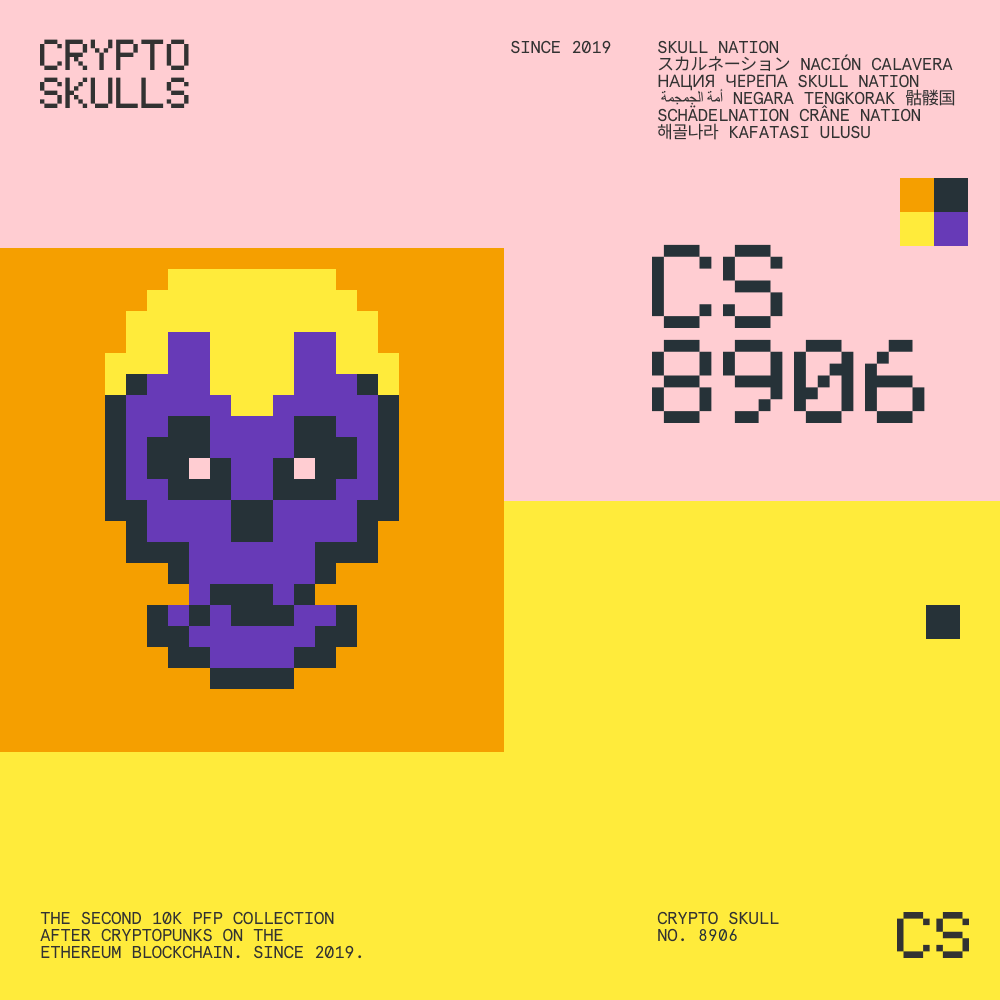 CRYPTO
SKULLS
SINCE 2019
SKULL NATION
スカルネーション NACIÓN CALAVERA
НАЦИЯ ЧЕРЕПА SKULL NATION
أمة الجمجمة NEGARA TENGKORAK 骷髅国
SCHÄDELNATION CRÂNE NATION
해골나라 KAFATASI ULUSU
CS
8906
THE SECOND 10K PFP COLLECTION
AFTER CRYPTOPUNKS ON THE
ETHEREUM BLOCKCHAIN. SINCE 2019.
CRYPTO SKULL
NO. 8906
CS